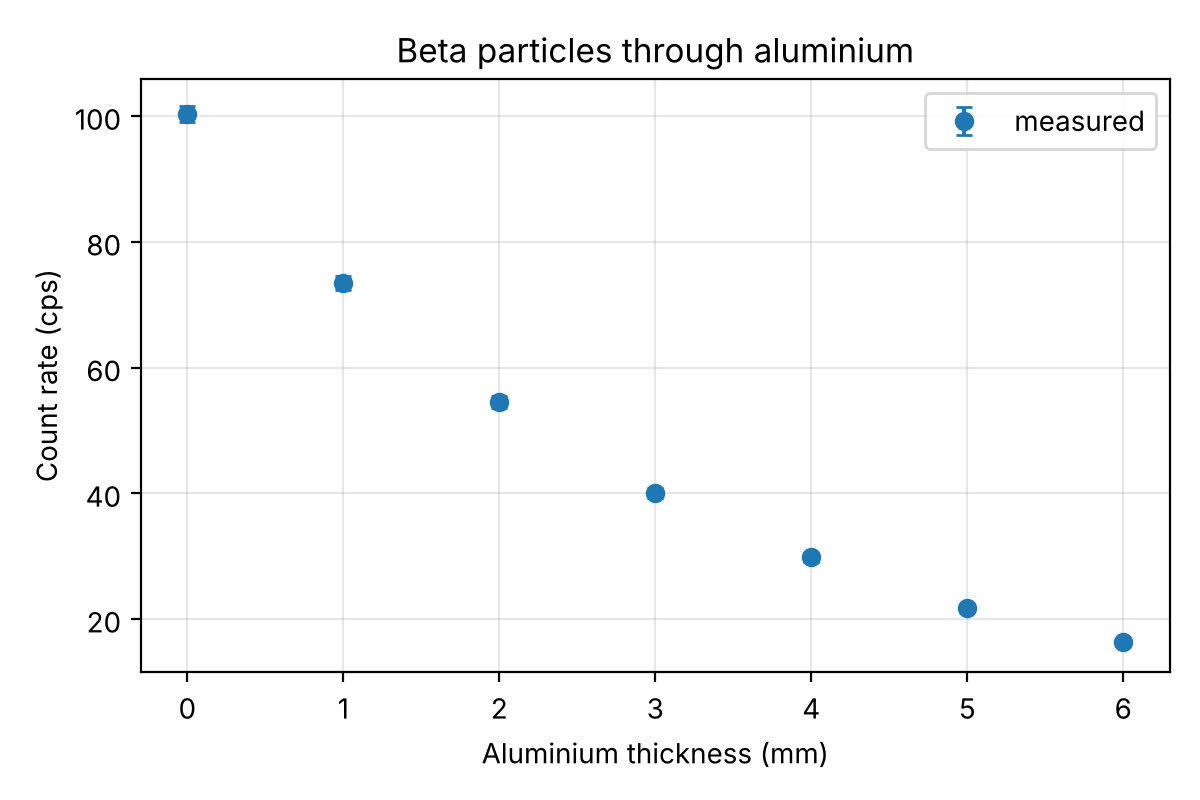 Beta particles through aluminium
measured
Count rate (cps)
100
80
60
40
20
0 1 2 3 4 5 6
Aluminium thickness (mm)